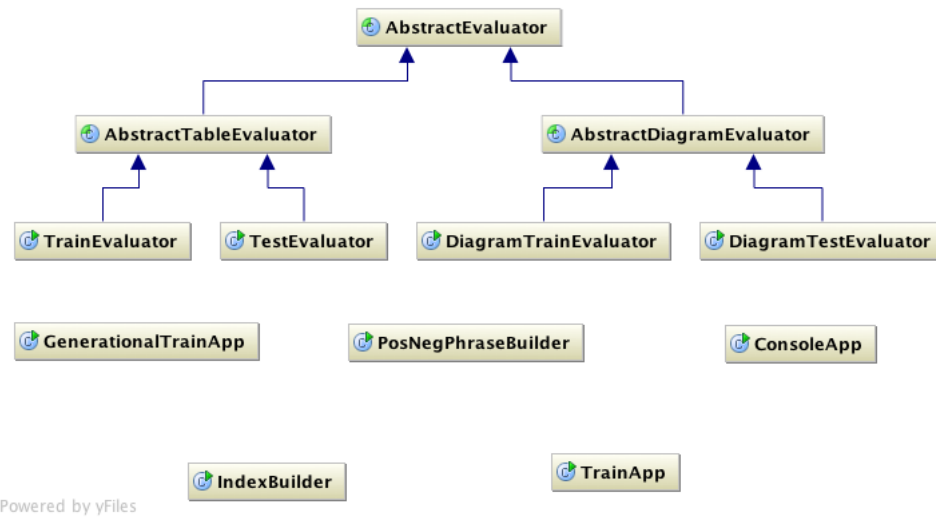 AbstractEvaluator
AbstractTableEvaluator
AbstractDiagramEvaluator
TrainEvaluator
TestEvaluator
DiagramTrainEvaluator
DiagramTestEvaluator
GenerationalTrainApp
PosNegPhraseBuilder
ConsoleApp
IndexBuilder
TrainApp
Powered by yFiles